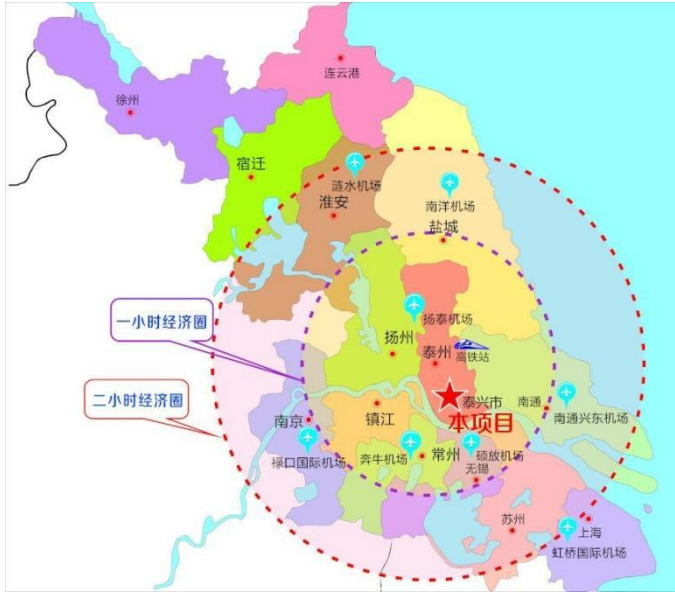 连云港
徐州
宿迁
涟水机场
淮安
南洋机场
盐城
一小时经济圈
扬泰机场
扬州
泰州
高铁站
二小时经济圈
泰兴市
本项目
南通
南通兴东机场
镇江
南京
禄口国际机场
奔牛机场
常州
硕放机场
无锡
苏州
上海
虹桥国际机场